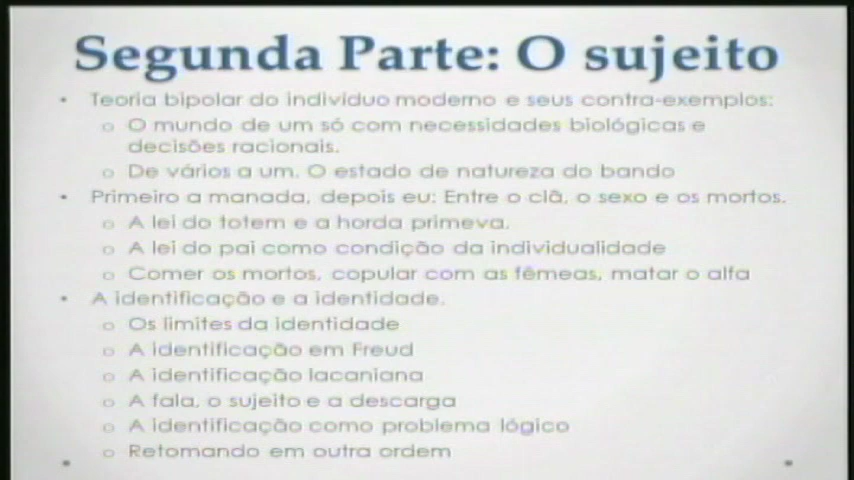 Segunda Parte: O sujeito
• Teoria bipolar do indivíduo moderno e seus contra-exemplos:
o O mundo de um só com necessidades biológicas e
decisões racionais.
o De vários a um. O estado de natureza do bando
• Primeiro a manada, depois eu: Entre o clã, o sexo e os mortos.
o A lei do totem e a horda primeva.
o A lei do pai como condição da individualidade
o Comer os mortos, copular com as fêmeas, matar o alfa
• A identificação e a identidade.
o Os limites da identidade
o A identificação em Freud
o A identificação lacaniana
o A fala, o sujeito e a descarga
o A identificação como problema lógico
o Retomando em outra ordem